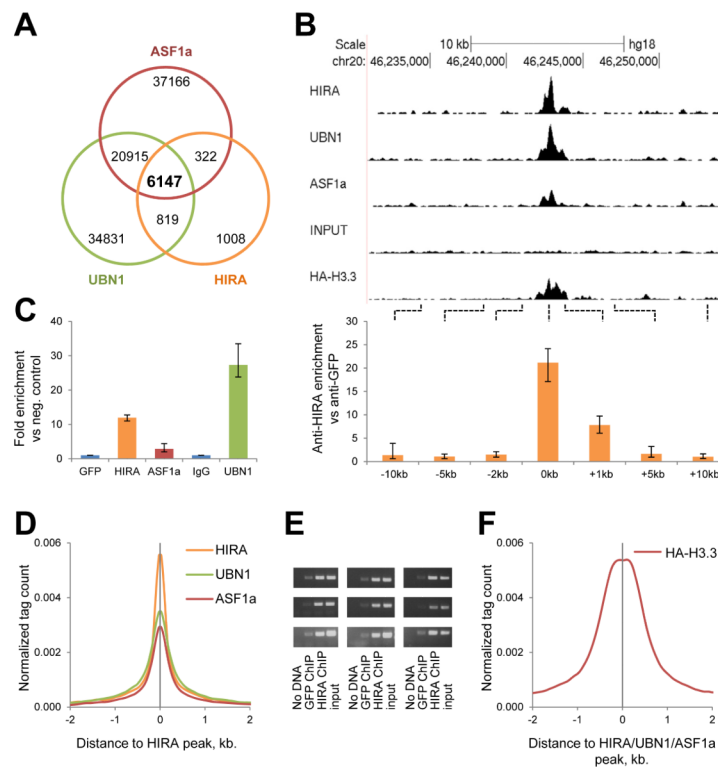 A
ASF1a
37166
20915
322
6147
819
34831
1008
UBN1
HIRA
B
Scale
10 kb
hg18
chr20:
46,235,000
46,240,000
46,245,000
46,250,000
HIRA
UBN1
ASF1a
INPUT
HA-H3.3
Anti-HIRA enrichment
vs anti-GFP
30
25
20
15
10
5
0
-10kb
-5kb
-2kb
0kb
+1kb
+5kb
+10kb
C
Fold enrichment
vs neg. control
40
30
20
10
0
GFP
HIRA
ASF1a
IgG
UBN1
D
Normalized tag count
0.006
0.004
0.002
0.000
HIRA
UBN1
ASF1a
-2
-1
0
1
2
Distance to HIRA peak, kb.
E
No DNA
GFP ChIP
HIRA ChIP
input
No DNA
GFP ChIP
HIRA ChIP
input
No DNA
GFP ChIP
HIRA ChIP
input
F
Normalized tag count
0.006
0.004
0.002
0.000
HA-H3.3
-2
-1
0
1
2
Distance to HIRA/UBN1/ASF1a
peak, kb.